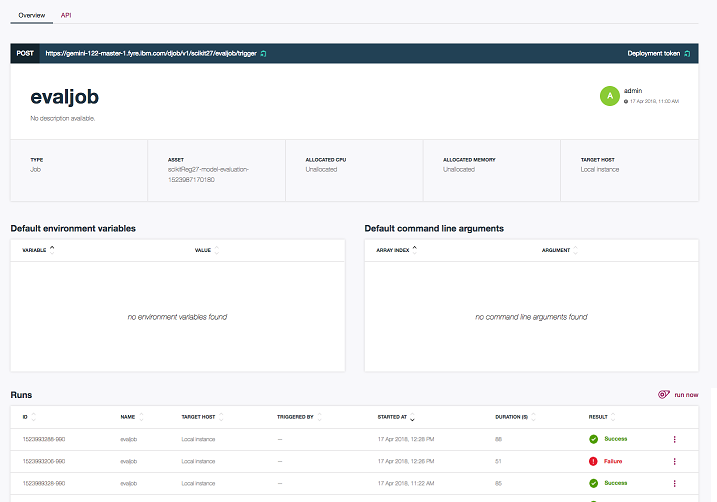 Overview API
POST https://gemini-122-master-1.fyre.ibm.com/djob/v1/scikit27/evaljob/trigger Deployment token
evaljob
No description available.
A admin
17 Apr 2018, 11:00 AM
TYPE ASSET ALLOCATED CPU ALLOCATED MEMORY TARGET HOST
Job scikitReg27-model-evaluation-1523987170180 Unallocated Unallocated Local instance
Default environment variables Default command line arguments
VARIABLE VALUE ARRAY INDEX ARGUMENT
no environment variables found no command line arguments found
Runs run now
ID NAME TARGET HOST TRIGGERED BY STARTED AT DURATION (S) RESULT
1523993288-990 evaljob Local instance — 17 Apr 2018, 12:28 PM 88 Success
1523993206-990 evaljob Local instance — 17 Apr 2018, 12:26 PM 51 Failure
1523989328-990 evaljob Local instance — 17 Apr 2018, 11:22 AM 85 Success